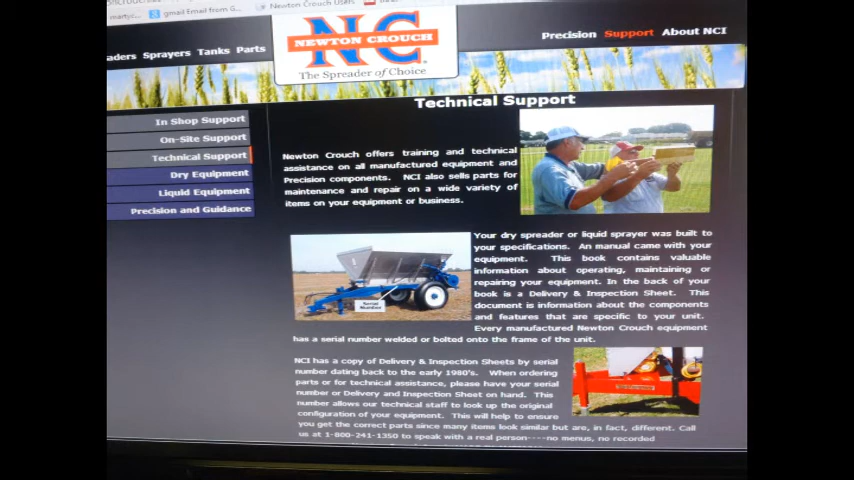 gmail Email from G...
Newton Crouch Users
NC
NEWTON CROUCH
The Spreader of Choice
Sprayers Tanks Parts
Precision Support About NCI
Technical Support
In Shop Support
On-Site Support
Technical Support
Dry Equipment
Liquid Equipment
Precision and Guidance
Newton Crouch offers training and technical
assistance on all manufactured equipment and
Precision components. NCI also sells parts for
maintenance and repair on a wide variety of
items on your equipment or business.
Your dry spreader or liquid sprayer was built to
your specifications. An manual came with your
equipment. This book contains valuable
information about operating, maintaining or
repairing your equipment. In the back of your
book is a Delivery & Inspection Sheet. This
document is information about the components
and features that are specific to your unit.
Every manufactured Newton Crouch equipment
has a serial number welded or bolted onto the frame of the unit.
Serial
Number
NCI has a copy of Delivery & Inspection Sheets by serial
number dating back to the early 1980's. When ordering
parts or for technical assistance, please have your serial
number or Delivery and Inspection Sheet on hand. This
number allows our technical staff to look up the original
configuration of your equipment. This will help to ensure
you get the correct parts since many items look similar but are, in fact, different. Call
us at 1-800-241-1350 to speak with a real person----no menus, no recorded